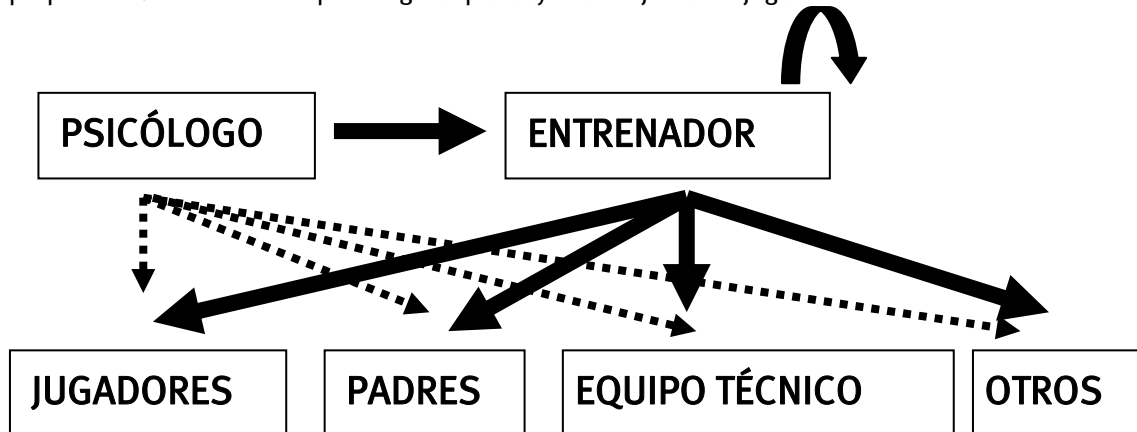 PSICÓLOGO ENTRENADOR
JUGADORES PADRES EQUIPO TÉCNICO OTROS